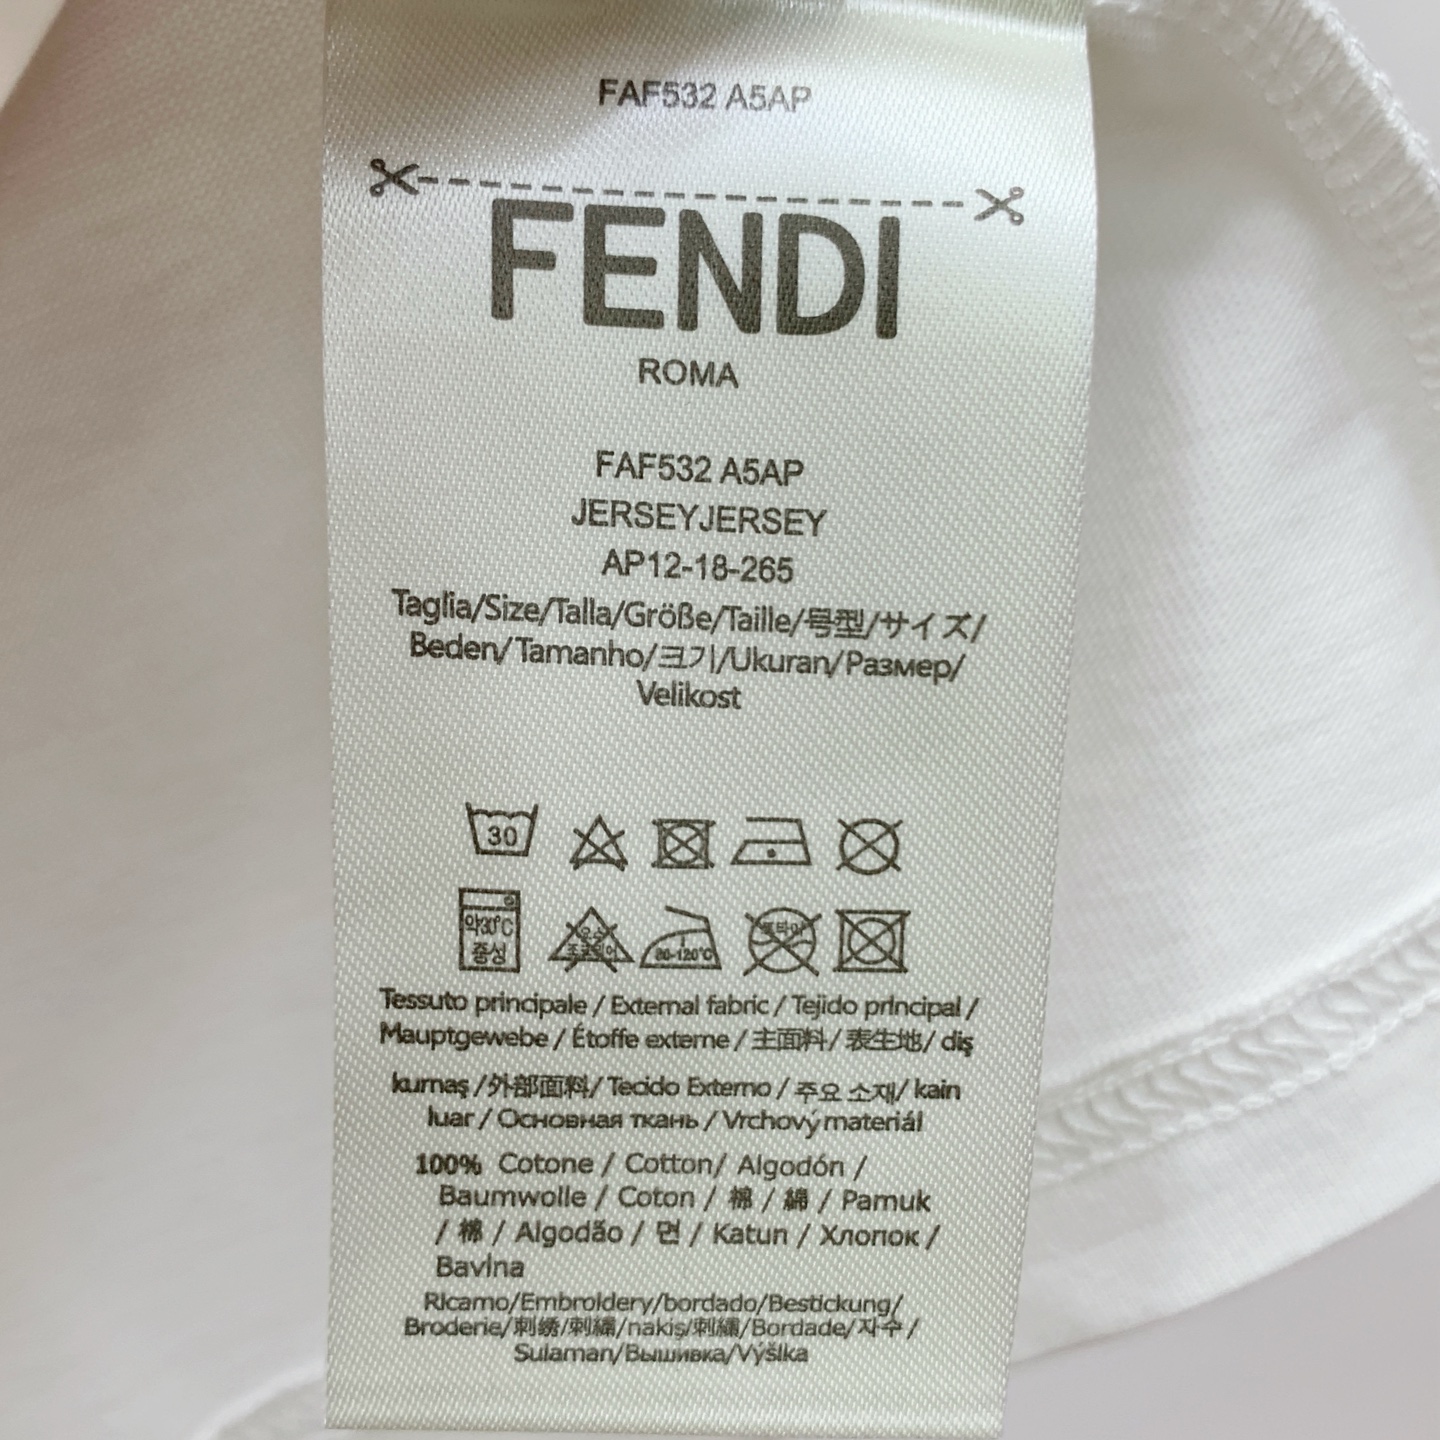 FAF532 A5AP
FENDI
ROMA
FAF532 A5AP
JERSEYJERSEY
AP12-18-265
Taglia/Size/Talla/Größe/Taille/号型/サイズ/
Beden/Tamanho/크기/Ukuran/Размер/
Velikost
30
약30°C
중성
80-120°C
Tessuto principale / External fabric / Tejido principal /
Mauptgewebe / Étoffe externe / 主面料/ 表生地/ diş
kumaş /外部面料/ Tecido Externo / 주요 소재/ kain
luar / Основная ткань / Vrchový materiál
100% Cotone / Cotton/ Algodón /
Baumwolle / Coton / 棉 / 綿 / Pamuk
/ 棉 / Algodão / 면 / Katun / Хлопок /
Bavlna
Ricamo/Embroidery/bordado/Bestickung/
Broderie/刺绣/刺繡/nakiş/刺繡/Bordade/자수/
Sulaman/Вышивка/Výšlka